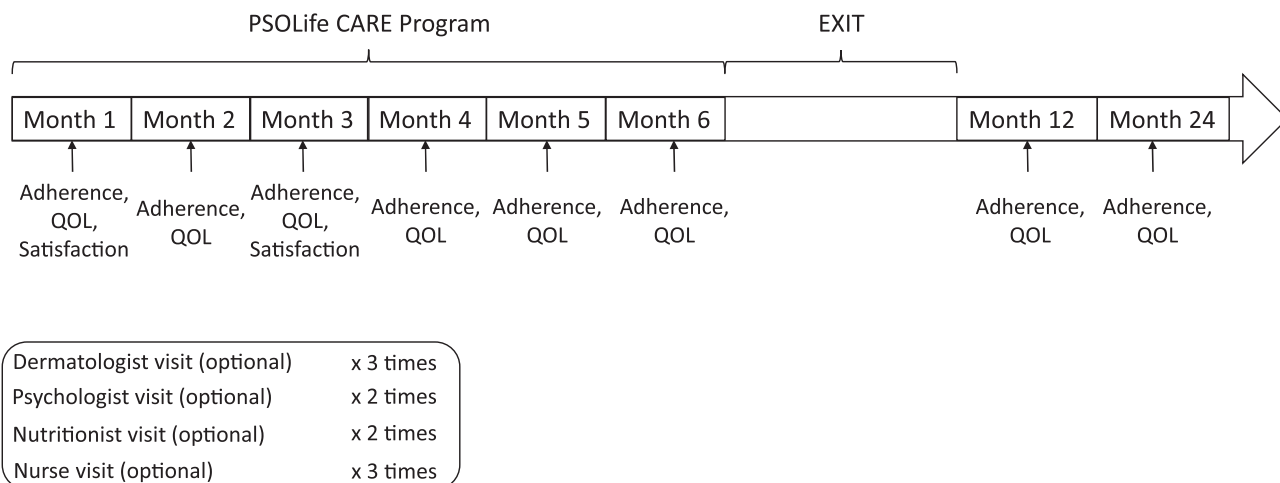 PSOLife CARE Program
EXIT
Month 1
Month 2
Month 3
Month 4
Month 5
Month 6
Month 12
Month 24
Adherence,
QOL,
Satisfaction
Adherence,
QOL
Adherence,
QOL,
Satisfaction
Adherence,
QOL
Adherence,
QOL
Adherence,
QOL
Adherence,
QOL
Adherence,
QOL
Dermatologist visit (optional) x 3 times
Psychologist visit (optional) x 2 times
Nutritionist visit (optional) x 2 times
Nurse visit (optional) x 3 times